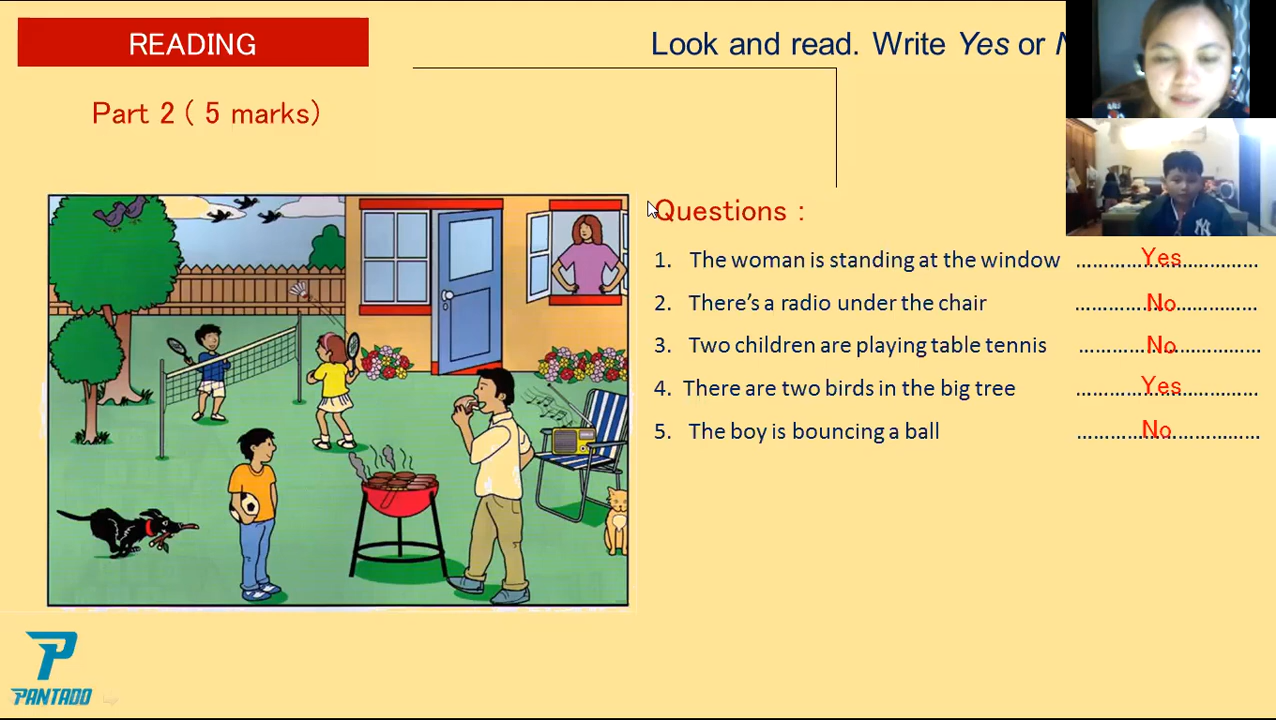 READING
Look and read. Write Yes or
Part 2 ( 5 marks)
Questions :
1. The woman is standing at the window ..............Yes..................
2. There's a radio under the chair ..............No..................
3. Two children are playing table tennis ..............No..................
4. There are two birds in the big tree ..............Yes..................
5. The boy is bouncing a ball ..............No..................
PANTADO